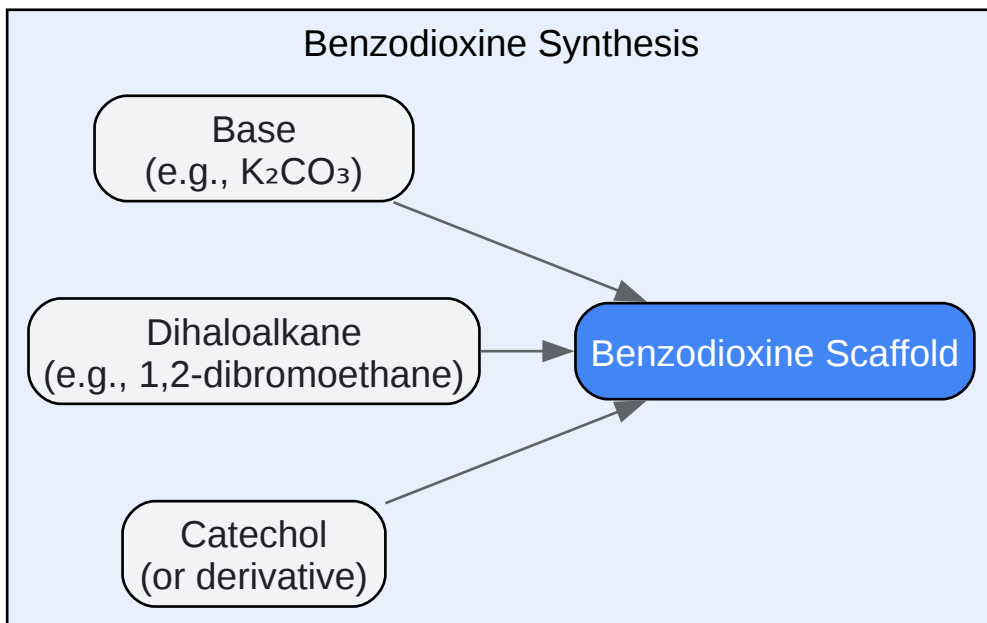 Benzodioxine Synthesis
Base
(e.g., K₂CO₃)
Dihaloalkane
(e.g., 1,2-dibromoethane)
Benzodioxine Scaffold
Catechol
(or derivative)